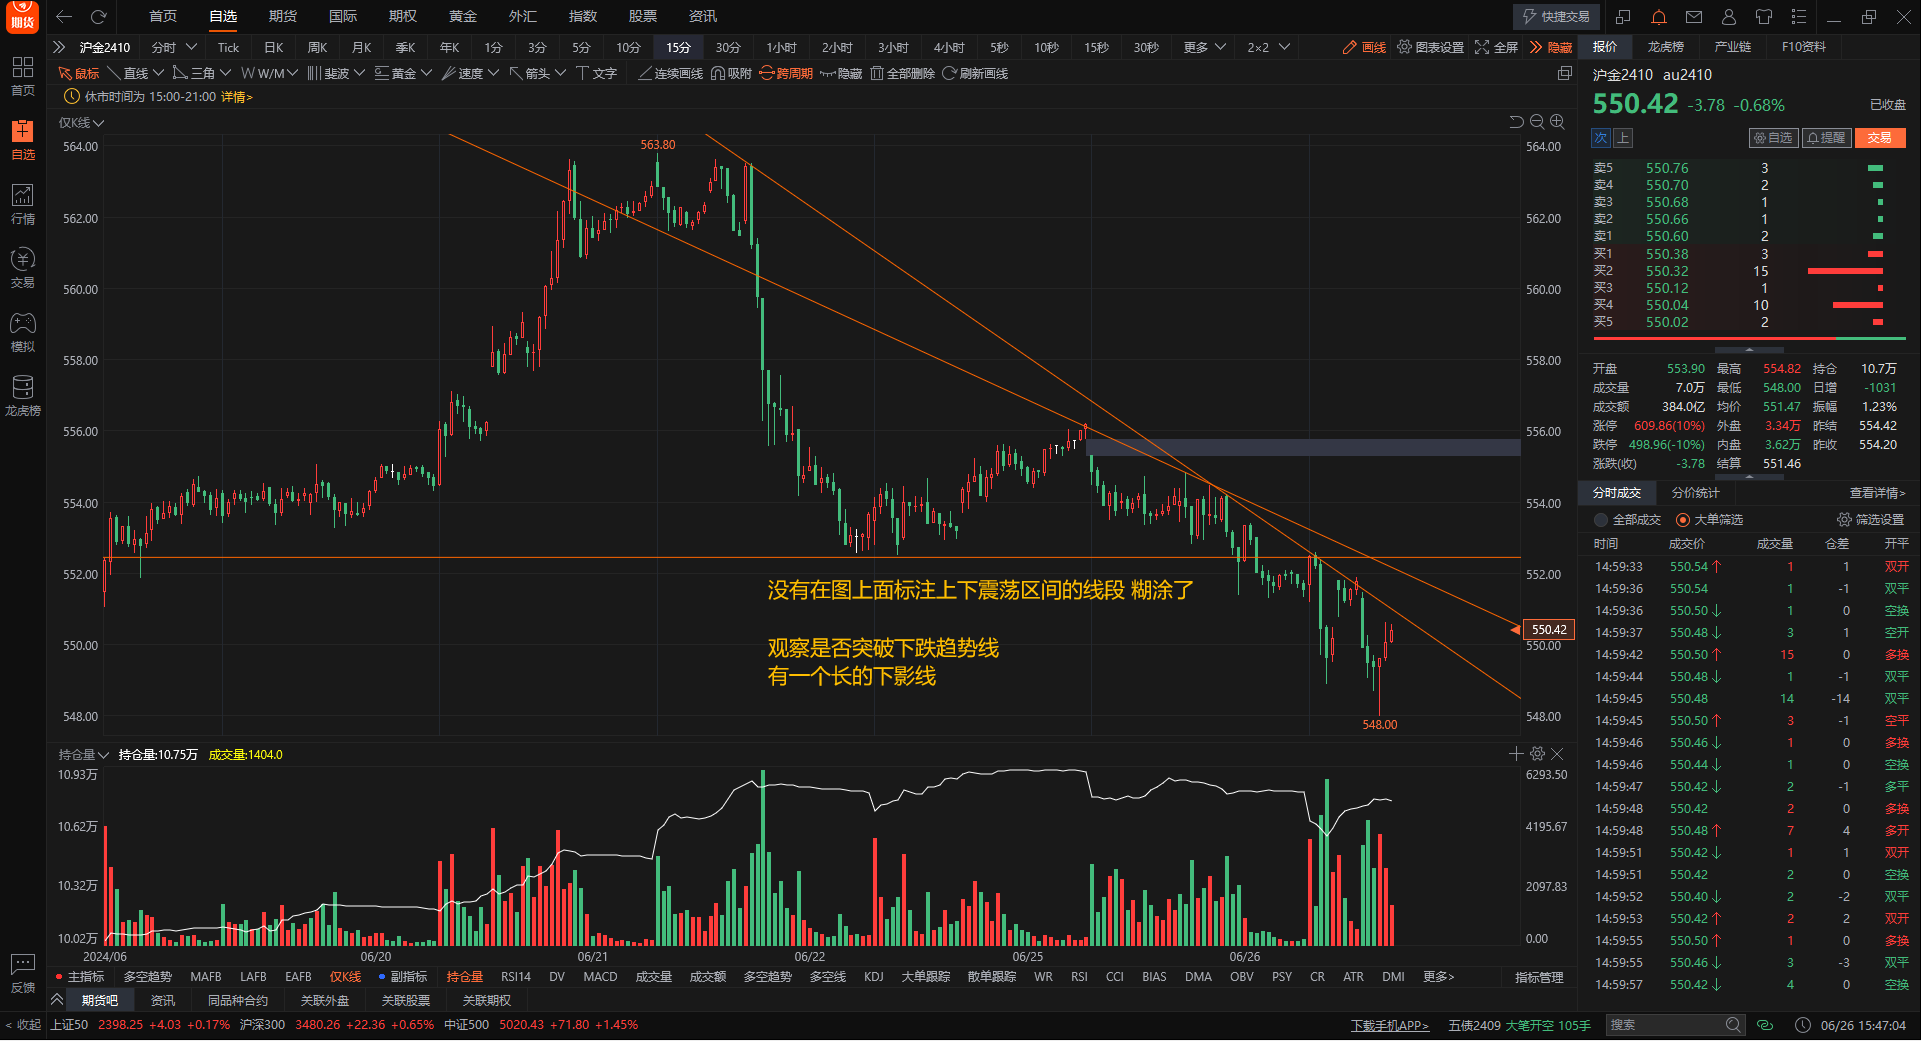 期货
首页 自选 期货 国际 期权 黄金 外汇 指数 股票 资讯
快捷交易
沪金2410 分时 Tick 日K 周K 月K 季K 年K 1分 3分 5分 10分 15分 30分 1小时 2小时 3小时 4小时 5秒 10秒 15秒 30秒 更多 2×2 画线 图表设置 全屏 隐藏
鼠标 直线 三角 W/M 斐波 黄金 速度 箭头 文字 连续画线 吸附 跨周期 隐藏 全部删除 刷新画线
休市时间为 15:00-21:00 详情>
仅K线
首页
自选
行情
交易
模拟
龙虎榜
反馈
< 收起
564.00
562.00
560.00
558.00
556.00
554.00
552.00
550.00
548.00
563.80
没有在图上面标注上下震荡区间的线段 糊涂了
观察是否突破下跌趋势线
有一个长的下影线
548.00
564.00
562.00
560.00
558.00
556.00
554.00
552.00
550.42
550.00
548.00
持仓量 持仓量:10.75万 成交量:1404.0
10.93万
10.62万
10.32万
10.02万
6293.50
4195.67
2097.83
0.00
2024/06 06/20 06/21 06/22 06/25 06/26
主指标 多空趋势 MAFB LAFB EAFB 仅K线 副指标 持仓量 RSI14 DV MACD 成交量 成交额 多空趋势 多空线 KDJ 大单跟踪 散单跟踪 WR RSI CCI BIAS DMA OBV PSY CR ATR DMI 更多> 指标管理
期货吧 资讯 同品种合约 关联外盘 关联股票 关联期权
报价 龙虎榜 产业链 F10资料
沪金2410 au2410
550.42 -3.78 -0.68% 已收盘
次 上 自选 提醒 交易
卖5 550.76 3
卖4 550.70 2
卖3 550.68 1
卖2 550.66 1
卖1 550.60 2
买1 550.38 3
买2 550.32 15
买3 550.12 1
买4 550.04 10
买5 550.02 2
开盘 553.90 最高 554.82 持仓 10.7万
成交量 7.0万 最低 548.00 日增 -1031
成交额 384.0亿 均价 551.47 振幅 1.23%
涨停 609.86(10%) 外盘 3.34万 昨结 554.42
跌停 498.96(-10%) 内盘 3.62万 昨收 554.20
涨跌(收) -3.78 结算 551.46
分时成交 分价统计 查看详情>
全部成交 大单筛选 筛选设置
时间 成交价 成交量 仓差 开平
14:59:33 550.54↑ 1 1 双开
14:59:36 550.54 1 -1 双平
14:59:36 550.50↓ 1 0 空换
14:59:37 550.48↓ 3 1 空开
14:59:42 550.50↑ 15 0 多换
14:59:44 550.48↓ 1 -1 双平
14:59:45 550.48 14 -14 双平
14:59:45 550.50↑ 3 -1 空平
14:59:46 550.46↓ 1 0 多换
14:59:46 550.44↓ 1 0 空换
14:59:47 550.42↓ 2 -1 多平
14:59:48 550.42 2 0 多换
14:59:48 550.48↑ 7 4 多开
14:59:51 550.42↓ 1 1 双开
14:59:51 550.42 2 0 空换
14:59:52 550.40↓ 2 -2 双平
14:59:53 550.42↑ 2 2 双开
14:59:55 550.50↑ 1 0 多换
14:59:55 550.46↓ 3 -3 双平
14:59:57 550.42↓ 4 0 空换
上证50 2398.25 +4.03 +0.17% 沪深300 3480.26 +22.36 +0.65% 中证500 5020.43 +71.80 +1.45% 下载手机APP> 五债2409 大笔开空 105手 搜索 06/26 15:47:04